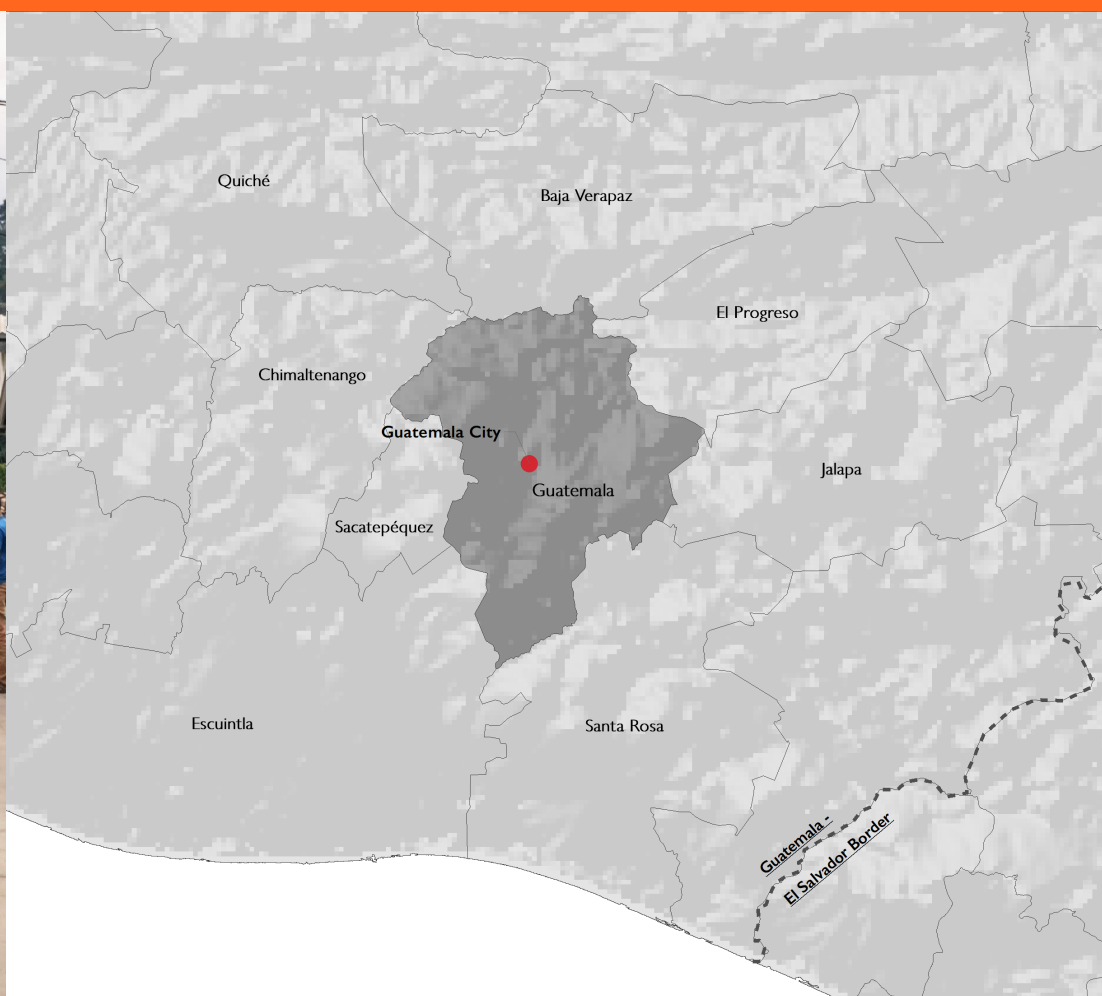 Quiché
Baja Verapaz
El Progreso
Chimaltenango
Guatemala City
Jalapa
Guatemala
Sacatepéquez
Escuintla
Santa Rosa
Guatemala -
El Salvador Border